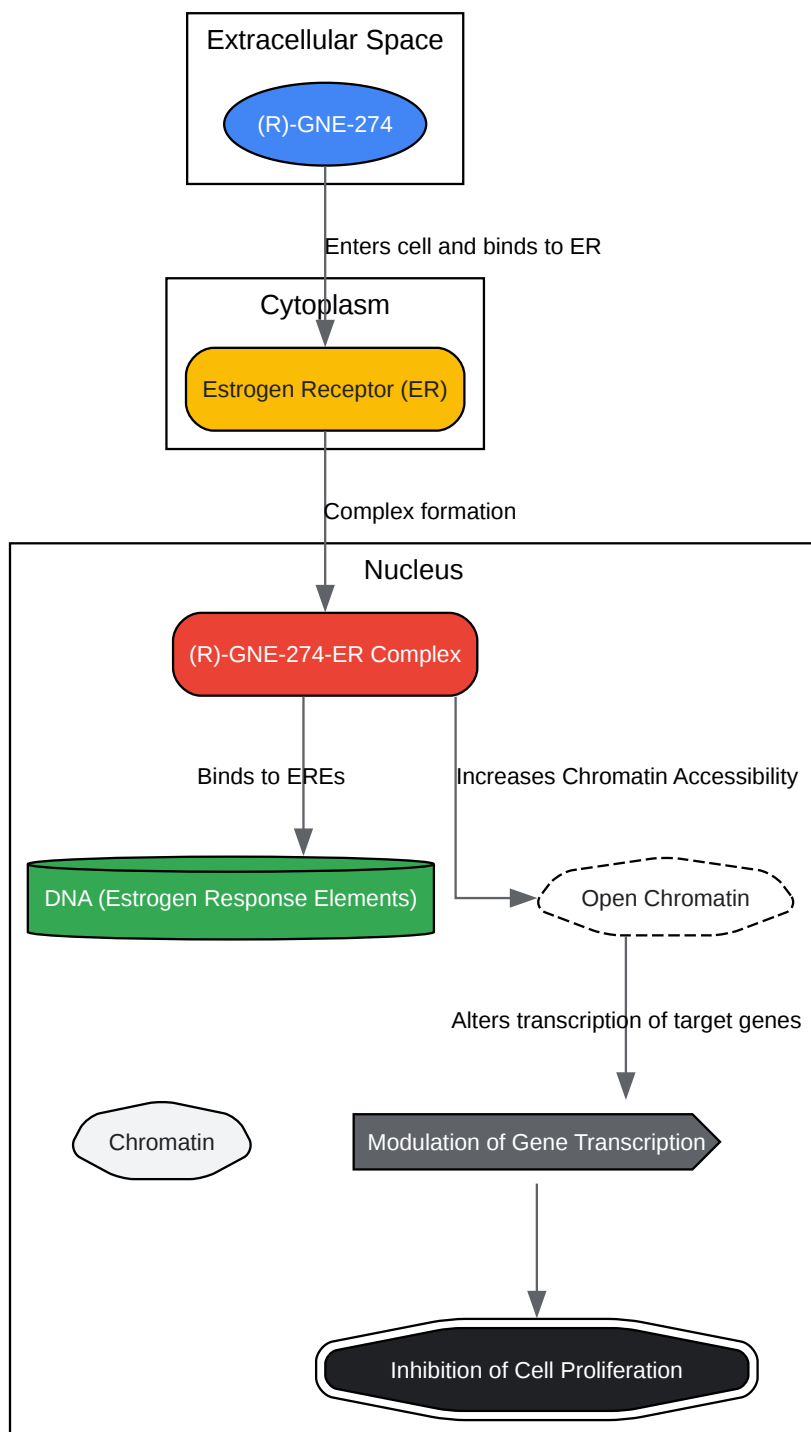 Extracellular Space
(R)-GNE-274
Enters cell and binds to ER
Cytoplasm
Estrogen Receptor (ER)
Complex formation
Nucleus
(R)-GNE-274-ER Complex
Binds to EREs
Increases Chromatin Accessibility
DNA (Estrogen Response Elements)
Open Chromatin
Alters transcription of target genes
Chromatin
Modulation of Gene Transcription
Inhibition of Cell Proliferation